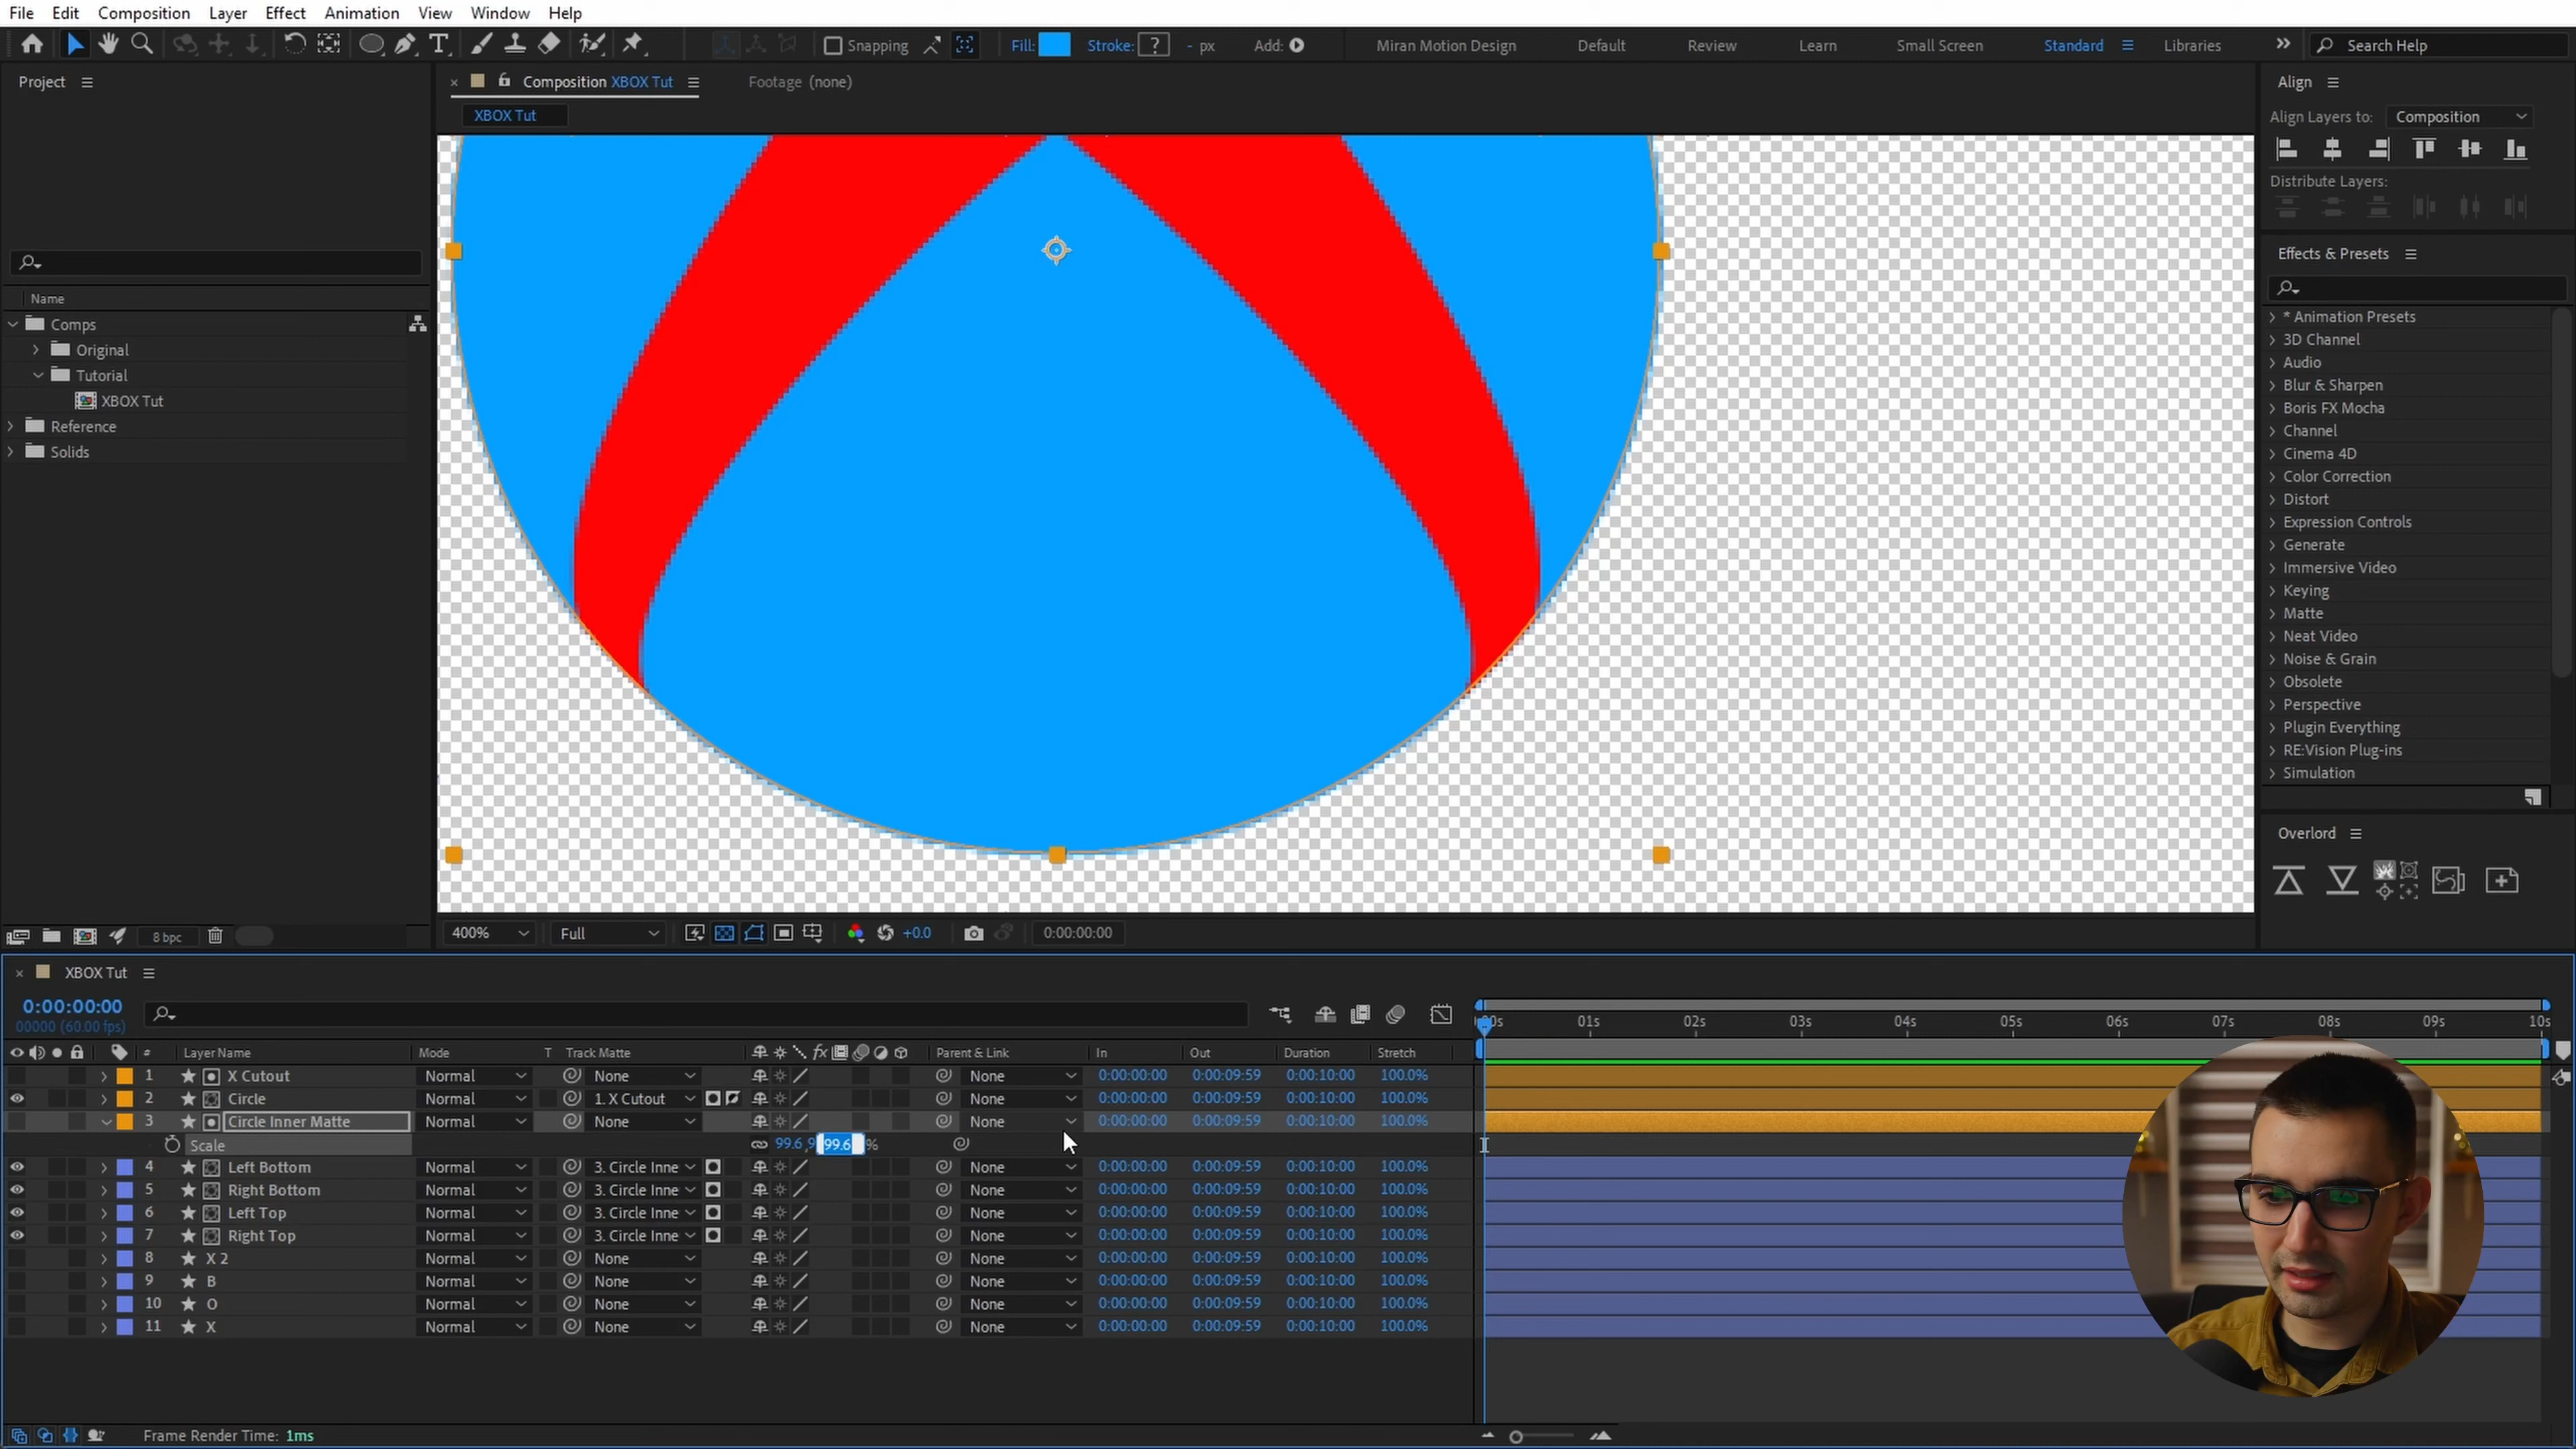 File Edit Composition Layer Effect Animation View Window Help
Snapping Fill: Stroke: ? - px Add: Miran Motion Design Default Review Learn Small Screen Standard Libraries Search Help
Project
Composition XBOX Tut Footage (none)
XBOX Tut
Name
Comps
Original
Tutorial
XBOX Tut
Reference
Solids
8 bpc
400% Full +0.0 0:00:00:00
Align
Align Layers to: Composition
Distribute Layers:
Effects & Presets
* Animation Presets
3D Channel
Audio
Blur & Sharpen
Boris FX Mocha
Channel
Cinema 4D
Color Correction
Distort
Expression Controls
Generate
Immersive Video
Keying
Matte
Neat Video
Noise & Grain
Obsolete
Perspective
Plugin Everything
RE:Vision Plug-ins
Simulation
Overlord
XBOX Tut
0:00:00:00
00000 (60.00 fps)
00s 01s 02s 03s 04s 05s 06s 07s 08s 09s 10s
# Layer Name Mode T Track Matte Parent & Link In Out Duration Stretch
1 X Cutout Normal None None 0:00:00:00 0:00:09:59 0:00:10:00 100.0%
2 Circle Normal 1. X Cutout None 0:00:00:00 0:00:09:59 0:00:10:00 100.0%
3 Circle Inner Matte Normal None None 0:00:00:00 0:00:09:59 0:00:10:00 100.0%
Scale 99.6,9 99.6 %
4 Left Bottom Normal 3. Circle Inne None 0:00:00:00 0:00:09:59 0:00:10:00 100.0%
5 Right Bottom Normal 3. Circle Inne None 0:00:00:00 0:00:09:59 0:00:10:00 100.0%
6 Left Top Normal 3. Circle Inne None 0:00:00:00 0:00:09:59 0:00:10:00 100.0%
7 Right Top Normal 3. Circle Inne None 0:00:00:00 0:00:09:59 0:00:10:00 100.0%
8 X 2 Normal None None 0:00:00:00 0:00:09:59 0:00:10:00 100.0%
9 B Normal None None 0:00:00:00 0:00:09:59 0:00:10:00 100.0%
10 O Normal None None 0:00:00:00 0:00:09:59 0:00:10:00 100.0%
11 X Normal None None 0:00:00:00 0:00:09:59 0:00:10:00 100.0%
Frame Render Time: 1ms